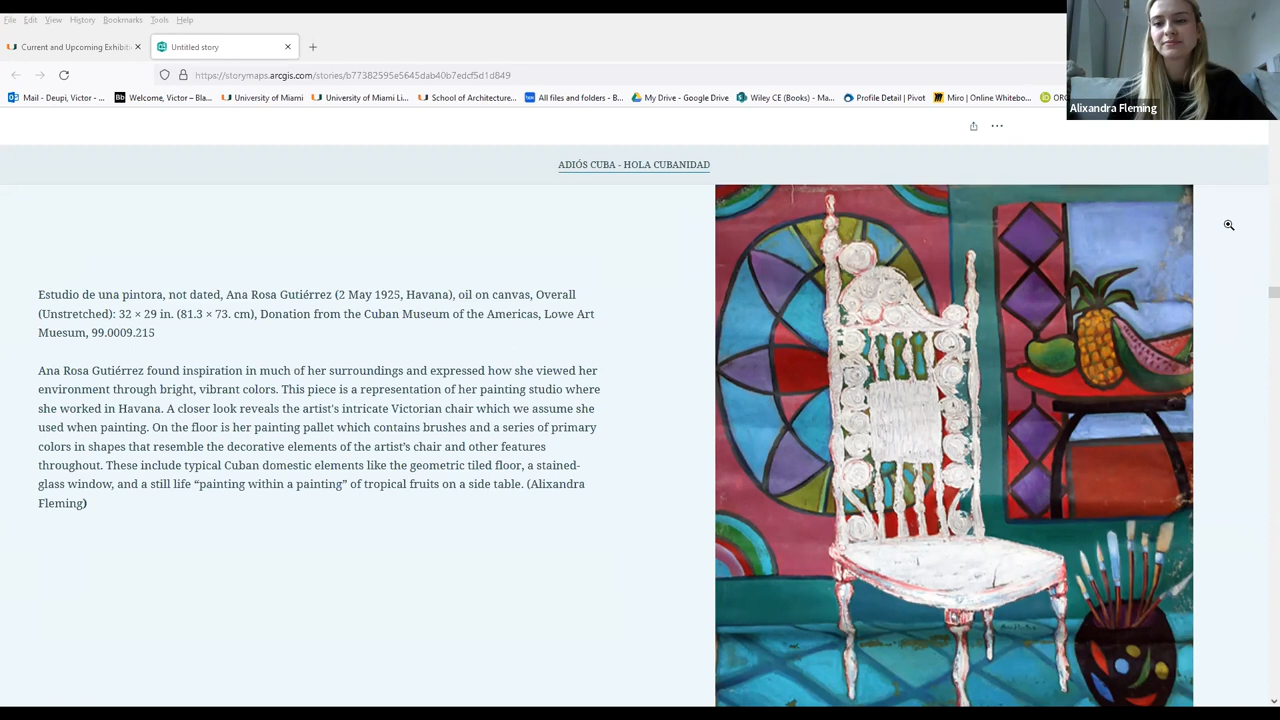 File Edit View History Bookmarks Tools Help
Current and Upcoming Exhibiti
Untitled story
https://storymaps.arcgis.com/stories/b77382595e5645dab40b7edcf5d1d849
Mail - Deupi, Victor - ... Welcome, Victor – Bla... University of Miami University of Miami Li... School of Architecture... All files and folders - B... My Drive - Google Drive Wiley CE (Books) - Ma... Profile Detail | Pivot Miro | Online Whitebo...
Alixandra Fleming
ADIÓS CUBA - HOLA CUBANIDAD
Estudio de una pintora, not dated, Ana Rosa Gutiérrez (2 May 1925, Havana), oil on canvas, Overall
(Unstretched): 32 × 29 in. (81.3 × 73. cm), Donation from the Cuban Museum of the Americas, Lowe Art
Muesum, 99.0009.215
Ana Rosa Gutiérrez found inspiration in much of her surroundings and expressed how she viewed her
environment through bright, vibrant colors. This piece is a representation of her painting studio where
she worked in Havana. A closer look reveals the artist's intricate Victorian chair which we assume she
used when painting. On the floor is her painting pallet which contains brushes and a series of primary
colors in shapes that resemble the decorative elements of the artist’s chair and other features
throughout. These include typical Cuban domestic elements like the geometric tiled floor, a stained-
glass window, and a still life “painting within a painting” of tropical fruits on a side table. (Alixandra
Fleming)